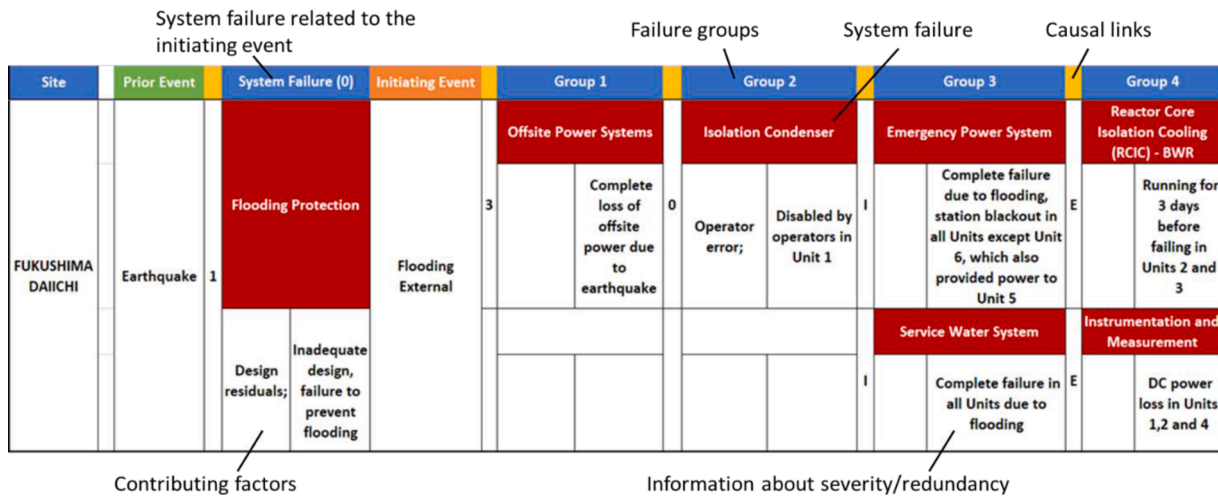 System failure related to the
initiating event
Failure groups
System failure
Causal links
Site
Prior Event
System Failure (0)
Initiating Event
Group 1
Group 2
Group 3
Group 4
FUKUSHIMA
DAIICHI
Earthquake
1
Flooding Protection
Design
residuals;
Inadequate
design,
failure to
prevent
flooding
Flooding
External
3
Offsite Power Systems
Complete
loss of
offsite
power due
to
earthquake
0
Isolation Condenser
Operator
error;
Disabled by
operators in
Unit 1
I
Emergency Power System
Complete failure
due to flooding,
station blackout in
all Units except Unit
6, which also
provided power to
Unit 5
E
Reactor Core
Isolation Cooling
(RCIC) - BWR
Running for
3 days
before
failing in
Units 2 and
3
I
Service Water System
Complete failure in
all Units due to
flooding
E
Instrumentation and
Measurement
DC power
loss in Units
1,2 and 4
Contributing factors
Information about severity/redundancy